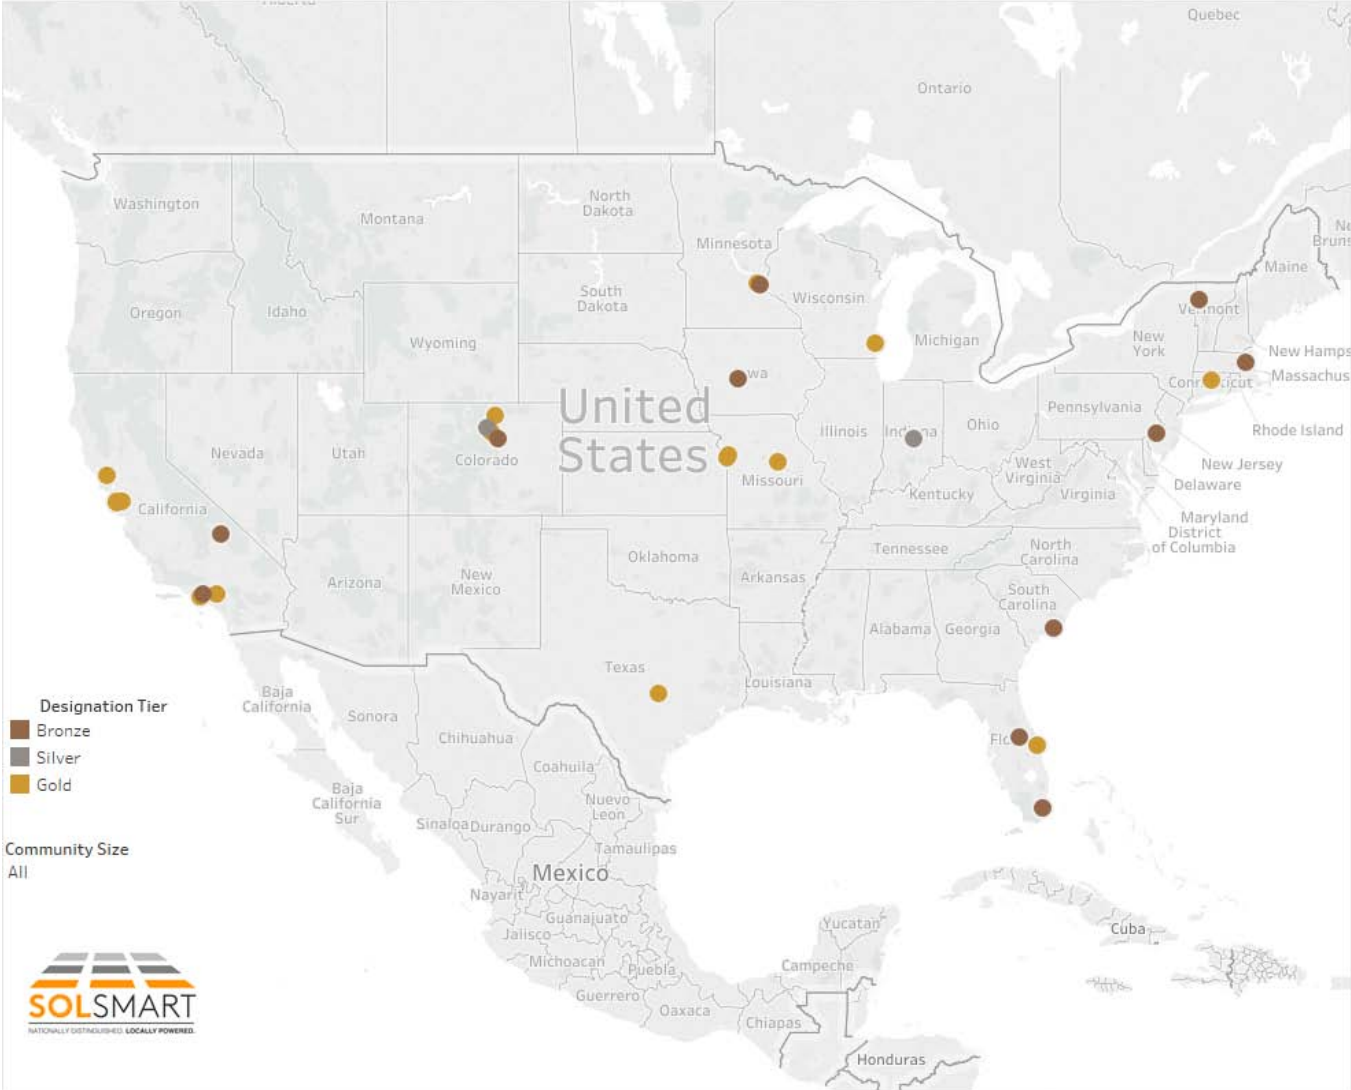 Quebec
Ontario
Washington
Montana
North
Dakota
Minnesota
Maine
Oregon
Idaho
South
Dakota
Wisconsin
Wyoming
Michigan
New
York
United
States
Pennsylvania
Massachus
Rhode Island
Nevada
Utah
Colorado
Illinois
Ohio
Missouri
West
Virginia
New Jersey
Delaware
Kentucky
Virginia
California
Maryland
District
of Columbia
Arizona
New
Mexico
Oklahoma
Arkansas
Tennessee
North
Carolina
South
Carolina
Alabama
Georgia
Texas
Louisiana
Designation Tier
Bronze
Silver
Gold
Community Size
All
Baja
California
Sonora
Chihuahua
Coahuila
Baja
California
Sur
Nuevo
Leon
Sinaloa
Durango
Tamaulipas
Mexico
Nayarit
Guanajuato
Jalisco
Michoacan
Puebla
Guerrero
Oaxaca
Yucatan
Campeche
Chiapas
Cuba
Honduras
New Hamps
SOLSMART
NATIONALLY DISTINGUISHED. LOCALLY POWERED.